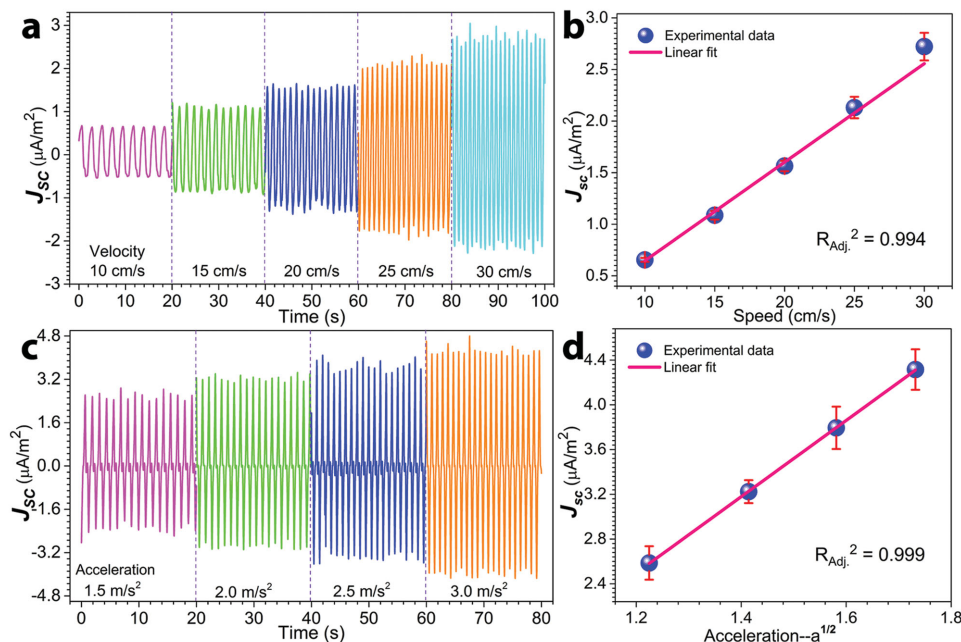 a
3
2
1
0
-1
-2
-3
J_SC (µA/m²)
Velocity
10 cm/s
15 cm/s
20 cm/s
25 cm/s
30 cm/s
0 10 20 30 40 50 60 70 80 90 100
Time (s)
b
3.0
2.5
2.0
1.5
1.0
0.5
J_SC (µA/m²)
Experimental data
Linear fit
R_Adj.² = 0.994
10 15 20 25 30
Speed (cm/s)
c
4.8
3.2
1.6
0.0
-1.6
-3.2
-4.8
J_SC (µA/m²)
Acceleration
1.5 m/s²
2.0 m/s²
2.5 m/s²
3.0 m/s²
0 10 20 30 40 50 60 70 80
Time (s)
d
4.4
3.8
3.2
2.4
J_SC (µA/m²)
Experimental data
Linear fit
R_Adj.² = 0.999
1.2 1.4 1.6 1.8
Acceleration--a^1/2